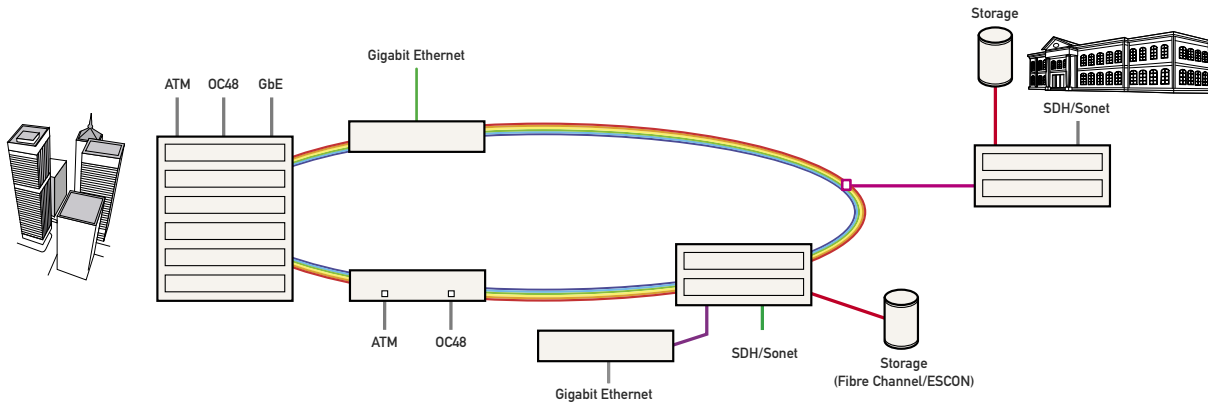 Storage
Gigabit Ethernet
ATM
OC48
GbE
SDH/Sonet
ATM
OC48
SDH/Sonet
Storage
(Fibre Channel/ESCON)
Gigabit Ethernet